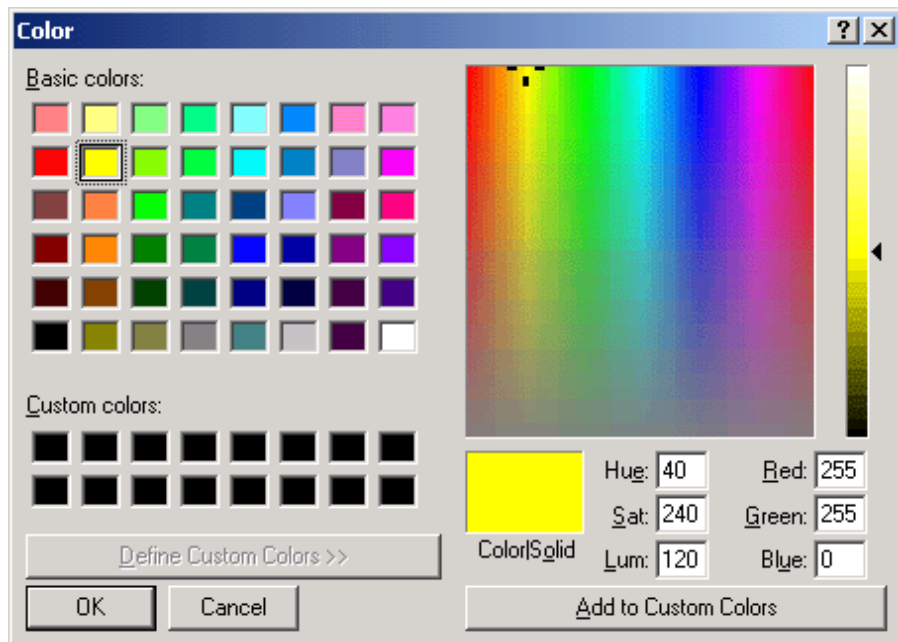 Color
Basic colors:
Custom colors:
Define Custom Colors >>
OK Cancel
Color|Solid
Hue: 40 Red: 255
Sat: 240 Green: 255
Lum: 120 Blue: 0
Add to Custom Colors